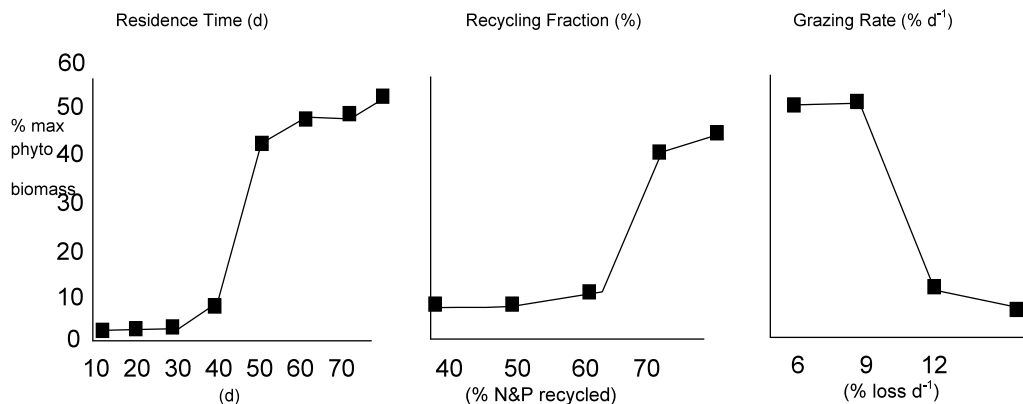 Residence Time (d)
Recycling Fraction (%)
Grazing Rate (% d⁻¹)
60
50
40
30
20
10
0
% max
phyto
biomass
10 20 30 40 50 60 70
(d)
40 50 60 70
(% N&P recycled)
6 9 12
(% loss d⁻¹)